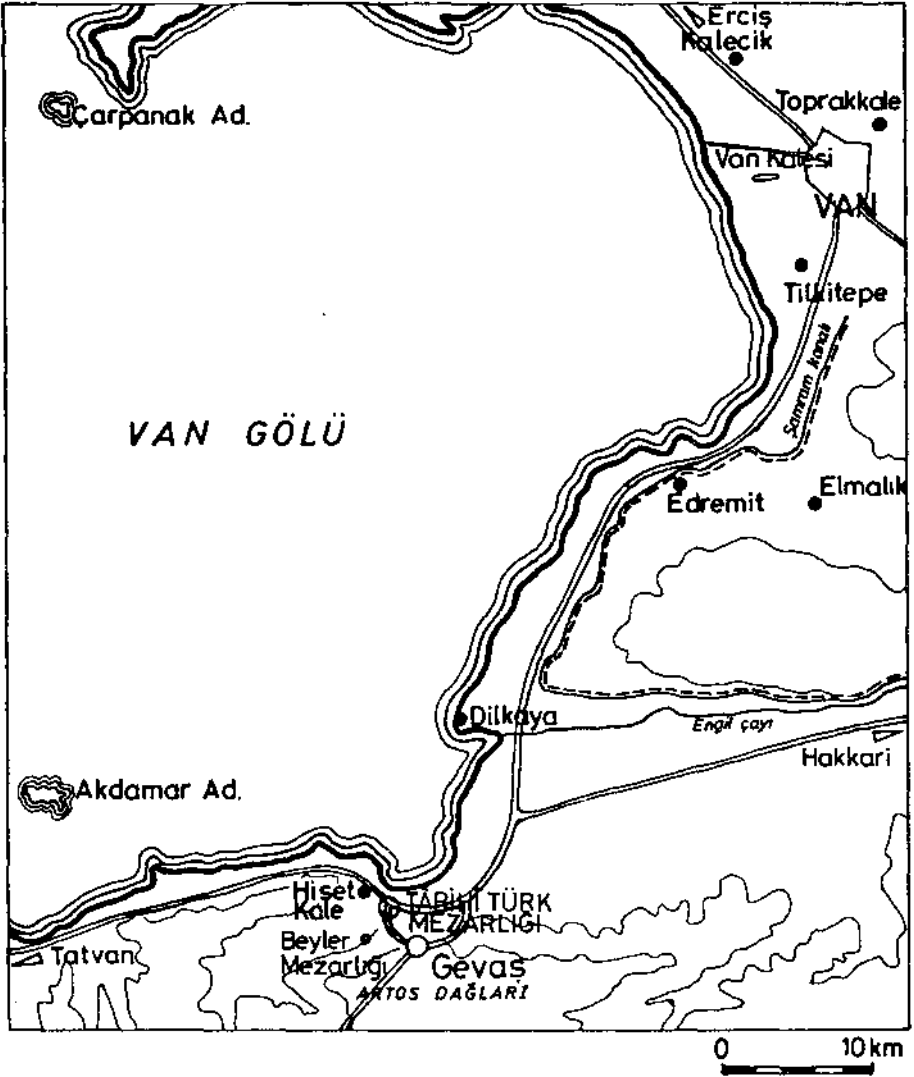 Erciş
Kalecik
Toprakkale
Çarpanak Ad.
Van Kalesi
VAN
Tilkitepe
Şamram kanalı
VAN GÖLÜ
Elmalık
Edremit
Dilkaya
Engil çayı
Hakkari
Akdamar Ad.
Hişet
Kale
TARİHİ TÜRK
MEZARLIĞI
Beyler
Mezarlığı
Tatvan
Gevaş
ARTOS DAĞLARI
0 10 km